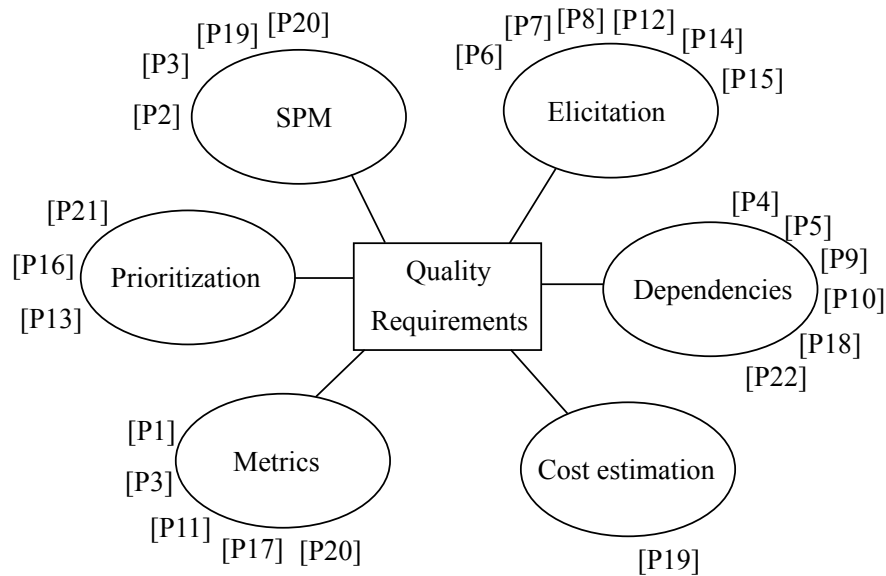 [P2]
[P3]
[P19]
[P20]
SPM
[P6]
[P7]
[P8]
[P12]
[P14]
[P15]
Elicitation
[P21]
[P16]
[P13]
Prioritization
Quality
Requirements
[P4]
[P5]
[P9]
[P10]
[P18]
[P22]
Dependencies
[P1]
[P3]
[P11]
[P17]
[P20]
Metrics
Cost estimation
[P19]